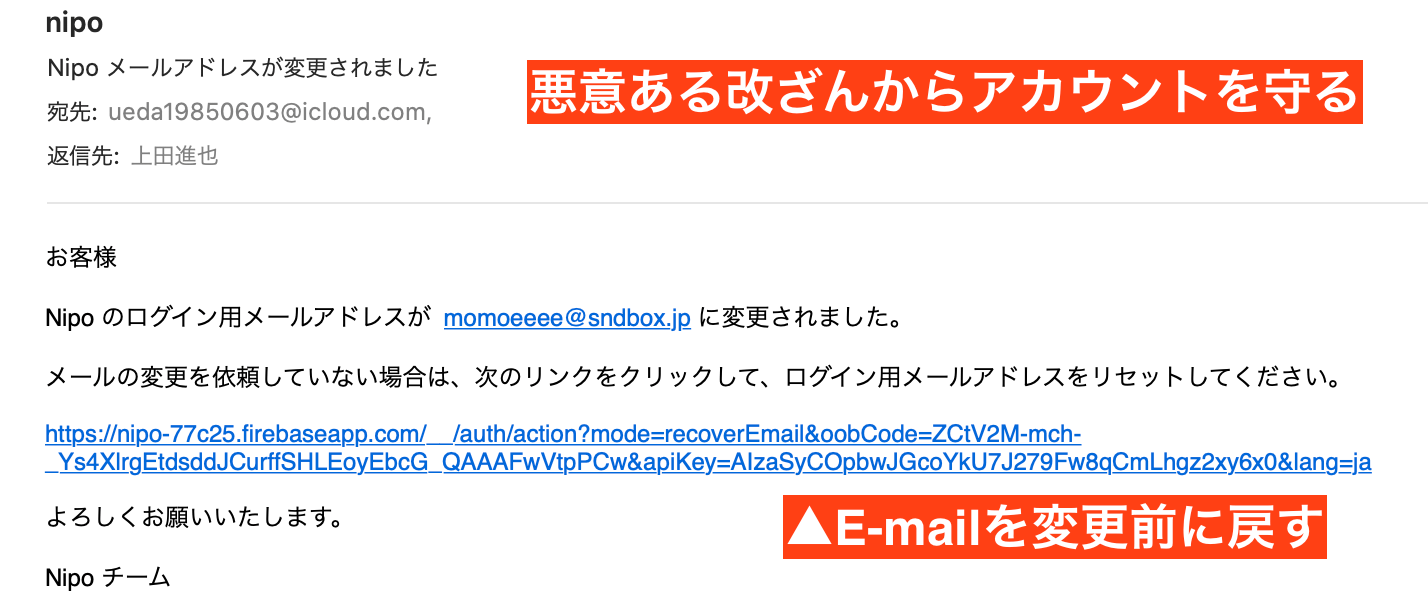 nipo
Nipo メールアドレスが変更されました
悪意ある改ざんからアカウントを守る
宛先: ueda19850603@icloud.com,
返信先: 上田進也
お客様
Nipo のログイン用メールアドレスが momoeeee@sndbox.jp に変更されました。
メールの変更を依頼していない場合は、次のリンクをクリックして、ログイン用メールアドレスをリセットしてください。
https://nipo-77c25.firebaseapp.com/__/auth/action?mode=recoverEmail&oobCode=ZCtV2M-mch-
_Ys4XlrgEtdsddJCurffSHLEoyEbcG_QAAAFwVtpPCw&apiKey=AIzaSyCOpbwJGcoYkU7J279Fw8qCmLhgz2xy6x0&lang=ja
よろしくお願いいたします。
▲E-mailを変更前に戻す
Nipo チーム